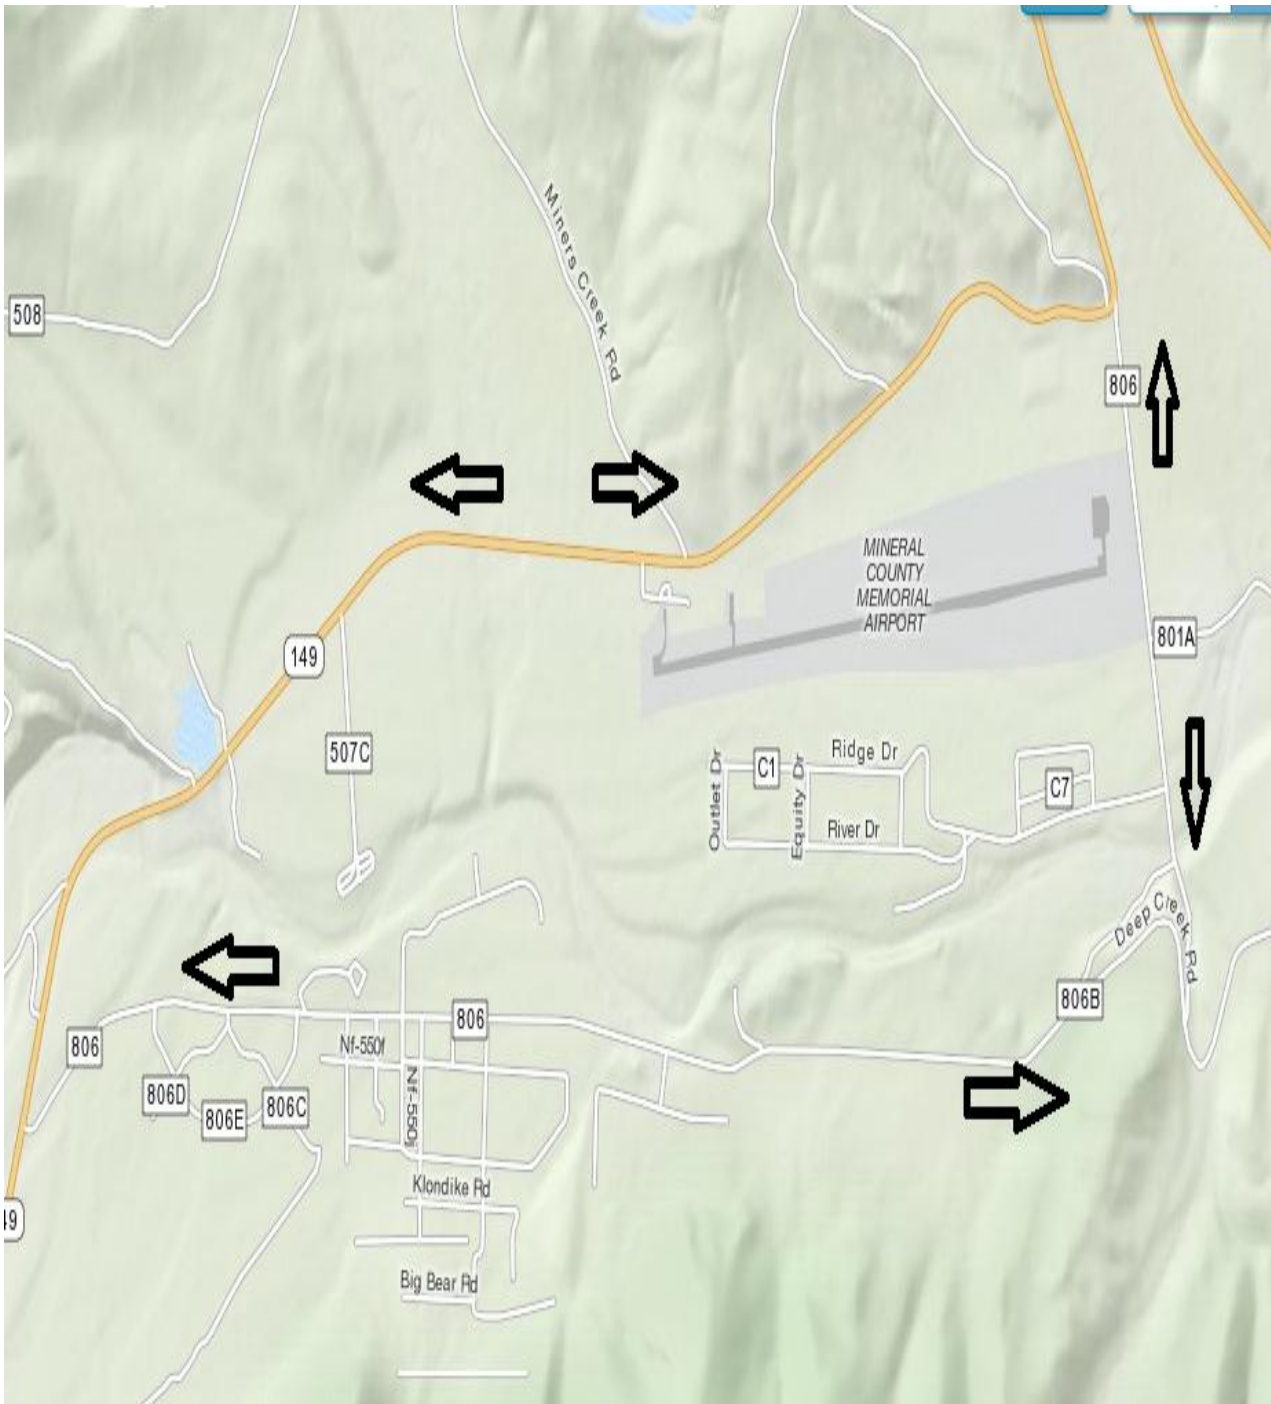 508
Miners Creek Rd
806
MINERAL
COUNTY
MEMORIAL
AIRPORT
801A
149
507C
Outlet Dr
C1
Equity Dr
Ridge Dr
River Dr
C7
Deep Creek Rd
806B
806
806
Nf-550f
Nf-550j
806D
806E
806C
Klondike Rd
49
Big Bear Rd